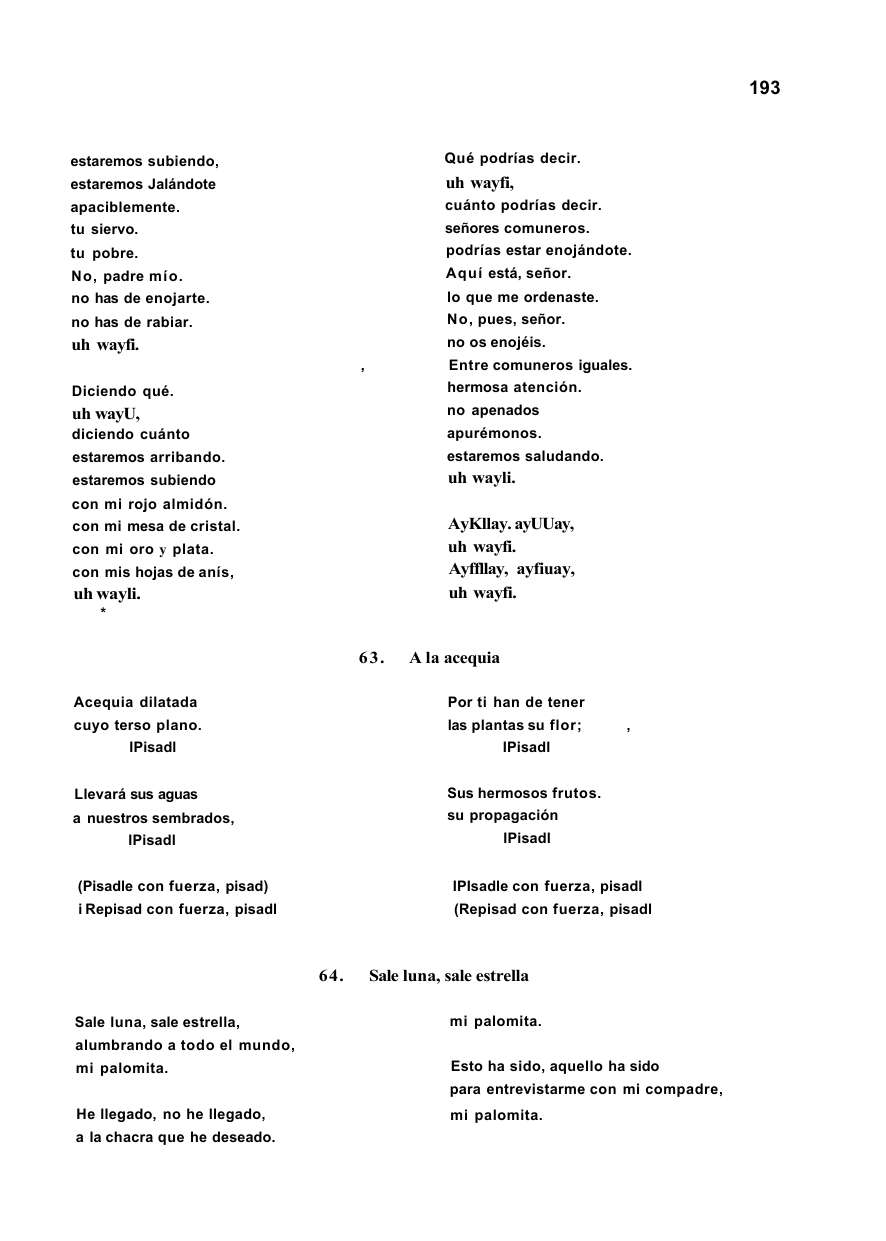 193
estaremos subiendo,
estaremos Jalándote
apaciblemente.
tu siervo.
tu pobre.
No, padre mío.
no has de enojarte.
no has de rabiar.
uh wayfi.
Diciendo qué.
uh wayU,
diciendo cuánto
estaremos arribando.
estaremos subiendo
con mi rojo almidón.
con mi mesa de cristal.
con mi oro y plata.
con mis hojas de anís,
uh wayli.
*
Qué podrías decir.
uh wayfi,
cuánto podrías decir.
señores comuneros.
podrías estar enojándote.
Aquí está, señor.
lo que me ordenaste.
No, pues, señor.
no os enojéis.
, Entre comuneros iguales.
hermosa atención.
no apenados
apurémonos.
estaremos saludando.
uh wayli.
AyKllay. ayUUay,
uh wayfi.
Ayffllay, ayfiuay,
uh wayfi.
63. A la acequia
Acequia dilatada
cuyo terso plano.
lPisadl
Llevará sus aguas
a nuestros sembrados,
lPisadl
(Pisadle con fuerza, pisad)
i Repisad con fuerza, pisadl
Por ti han de tener
las plantas su flor; ,
lPisadl
Sus hermosos frutos.
su propagación
lPisadl
lPlsadle con fuerza, pisadl
(Repisad con fuerza, pisadl
64. Sale luna, sale estrella
Sale luna, sale estrella,
alumbrando a todo el mundo,
mi palomita.
He llegado, no he llegado,
a la chacra que he deseado.
mi palomita.
Esto ha sido, aquello ha sido
para entrevistarme con mi compadre,
mi palomita.